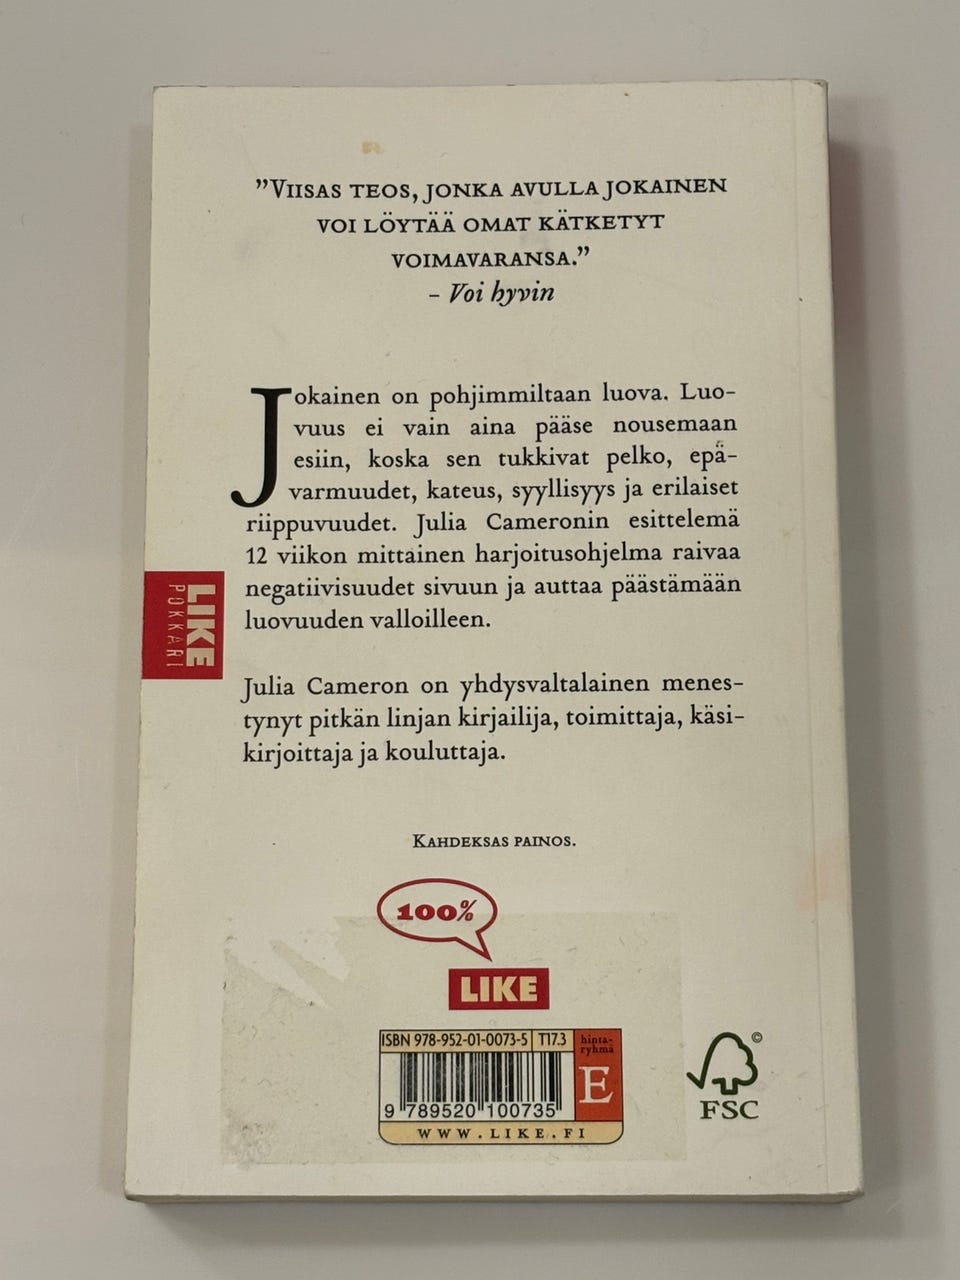 ”Viisas teos, jonka avulla jokainen
voi löytää omat kätketyt
voimavaransa.”
– Voi hyvin
Jokainen on pohjimmiltaan luova. Luo-
vuus ei vain aina pääse nousemaan
esiin, koska sen tukkivat pelko, epä-
varmuudet, kateus, syyllisyys ja erilaiset
riippuvuudet. Julia Cameronin esittelemä
12 viikon mittainen harjoitusohjelma raivaa
negatiivisuudet sivuun ja auttaa päästämään
luovuuden valloilleen.
LIKE
POKKARI
Julia Cameron on yhdysvaltalainen menes-
tynyt pitkän linjan kirjailija, toimittaja, käsi-
kirjoittaja ja kouluttaja.
Kahdeksas painos.
100%
LIKE
ISBN 978-952-01-0073-5 T17.3
hinta-
ryhmä
E
9 789520 100735
WWW.LIKE.FI
©
FSC